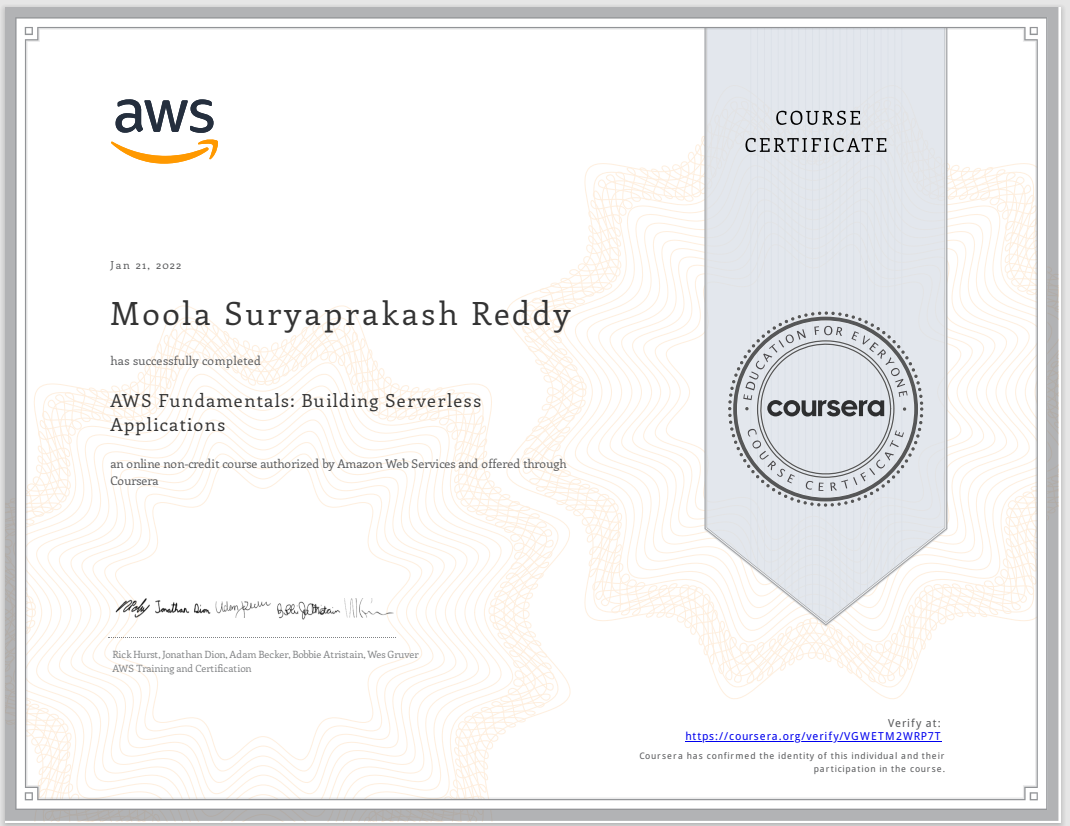 aws
COURSE
CERTIFICATE
Jan 21, 2022
Moola Suryaprakash Reddy
has successfully completed
AWS Fundamentals: Building Serverless
Applications
an online non-credit course authorized by Amazon Web Services and offered through
Coursera
EDUCATION FOR EVERYONE
coursera
COURSE CERTIFICATE
Jonathan Dion
Rick Hurst, Jonathan Dion, Adam Becker, Bobbie Atristain, Wes Gruver
AWS Training and Certification
Verify at:
https://coursera.org/verify/VGWETM2WRP7T
Coursera has confirmed the identity of this individual and their
participation in the course.